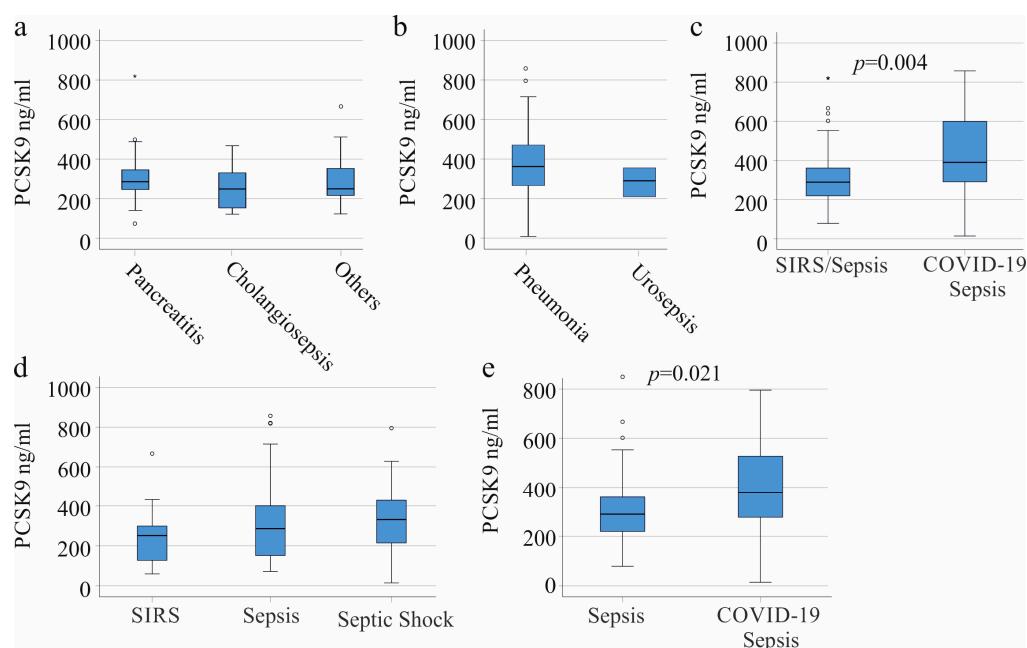 a
1000
800
600
400
200
0
PCSK9 ng/ml
Pancreatitis
Cholangiosepsis
Others
b
1000
800
600
400
200
0
PCSK9 ng/ml
Pneumonia
Urosepsis
c
1000
800
600
400
200
0
PCSK9 ng/ml
p=0.004
SIRS/Sepsis
COVID-19
Sepsis
d
1000
800
600
400
200
0
PCSK9 ng/ml
SIRS
Sepsis
Septic Shock
e
800
600
400
200
0
PCSK9 ng/ml
p=0.021
Sepsis
COVID-19
Sepsis